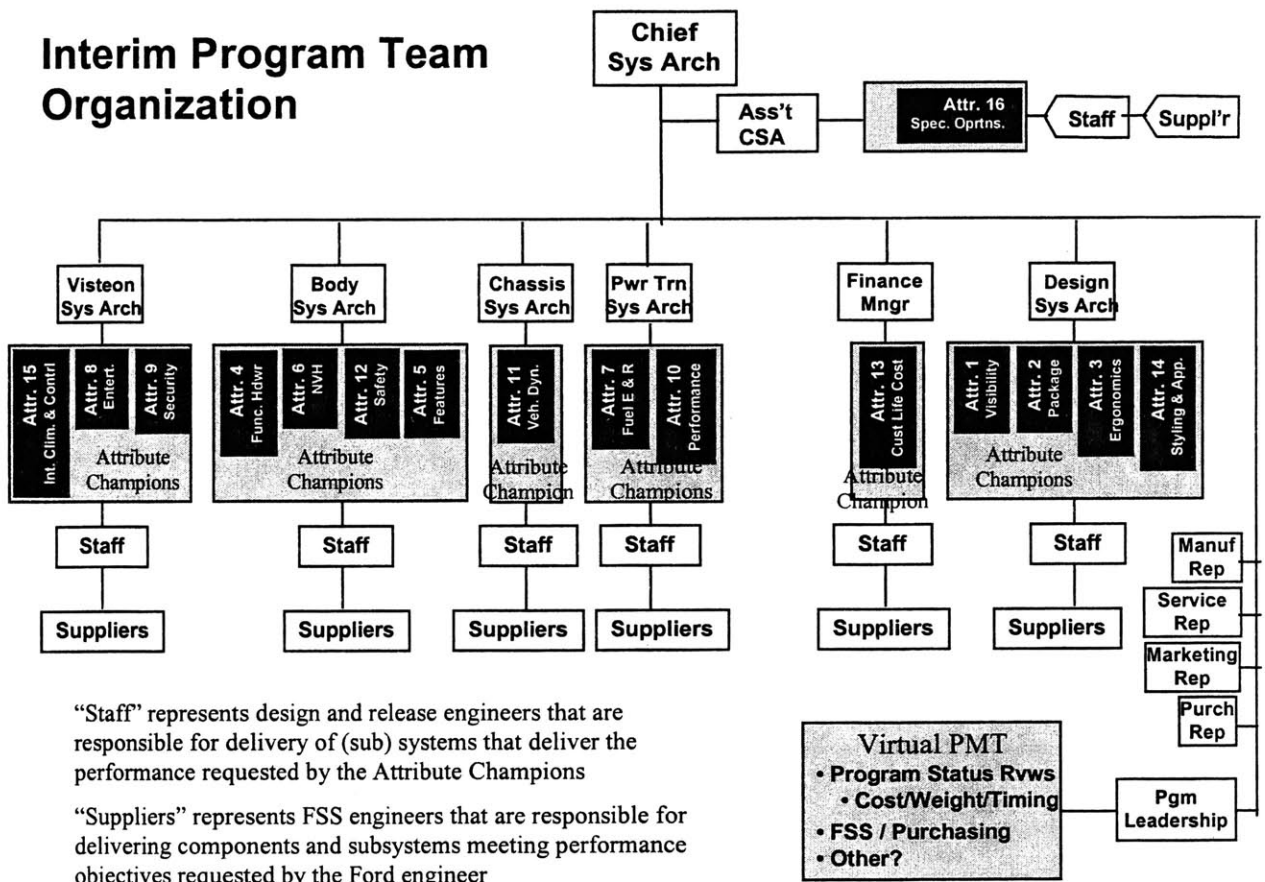 Interim Program Team
Organization
Chief
Sys Arch
Ass't
CSA
Attr. 16
Spec. Oprtns.
Staff
Suppl'r
Visteon
Sys Arch
Body
Sys Arch
Chassis
Sys Arch
Pwr Trn
Sys Arch
Finance
Mngr
Design
Sys Arch
Attr. 15
Int. Clim. & Contrl
Attr. 8
Entert.
Attr. 9
Security
Attribute
Champions
Attr. 4
Func. Hdwr
Attr. 6
NVH
Attr. 12
Safety
Attr. 5
Features
Attribute
Champions
Attr. 11
Veh. Dyn.
Attribute
Champion
Attr. 7
Fuel E & R
Attr. 10
Performance
Attribute
Champions
Attr. 13
Cust Life Cost
Attribute
Champion
Attr. 1
Visibility
Attr. 2
Package
Attr. 3
Ergonomics
Attr. 14
Styling & App.
Attribute
Champions
Staff
Staff
Staff
Staff
Staff
Staff
Suppliers
Suppliers
Suppliers
Suppliers
Suppliers
Suppliers
Manuf
Rep
Service
Rep
Marketing
Rep
Purch
Rep
Pgm
Leadership
Virtual PMT
• Program Status Rvws
• Cost/Weight/Timing
• FSS / Purchasing
• Other?
“Staff” represents design and release engineers that are
responsible for delivery of (sub) systems that deliver the
performance requested by the Attribute Champions
“Suppliers” represents FSS engineers that are responsible for
delivering components and subsystems meeting performance
objectives requested by the Ford engineer